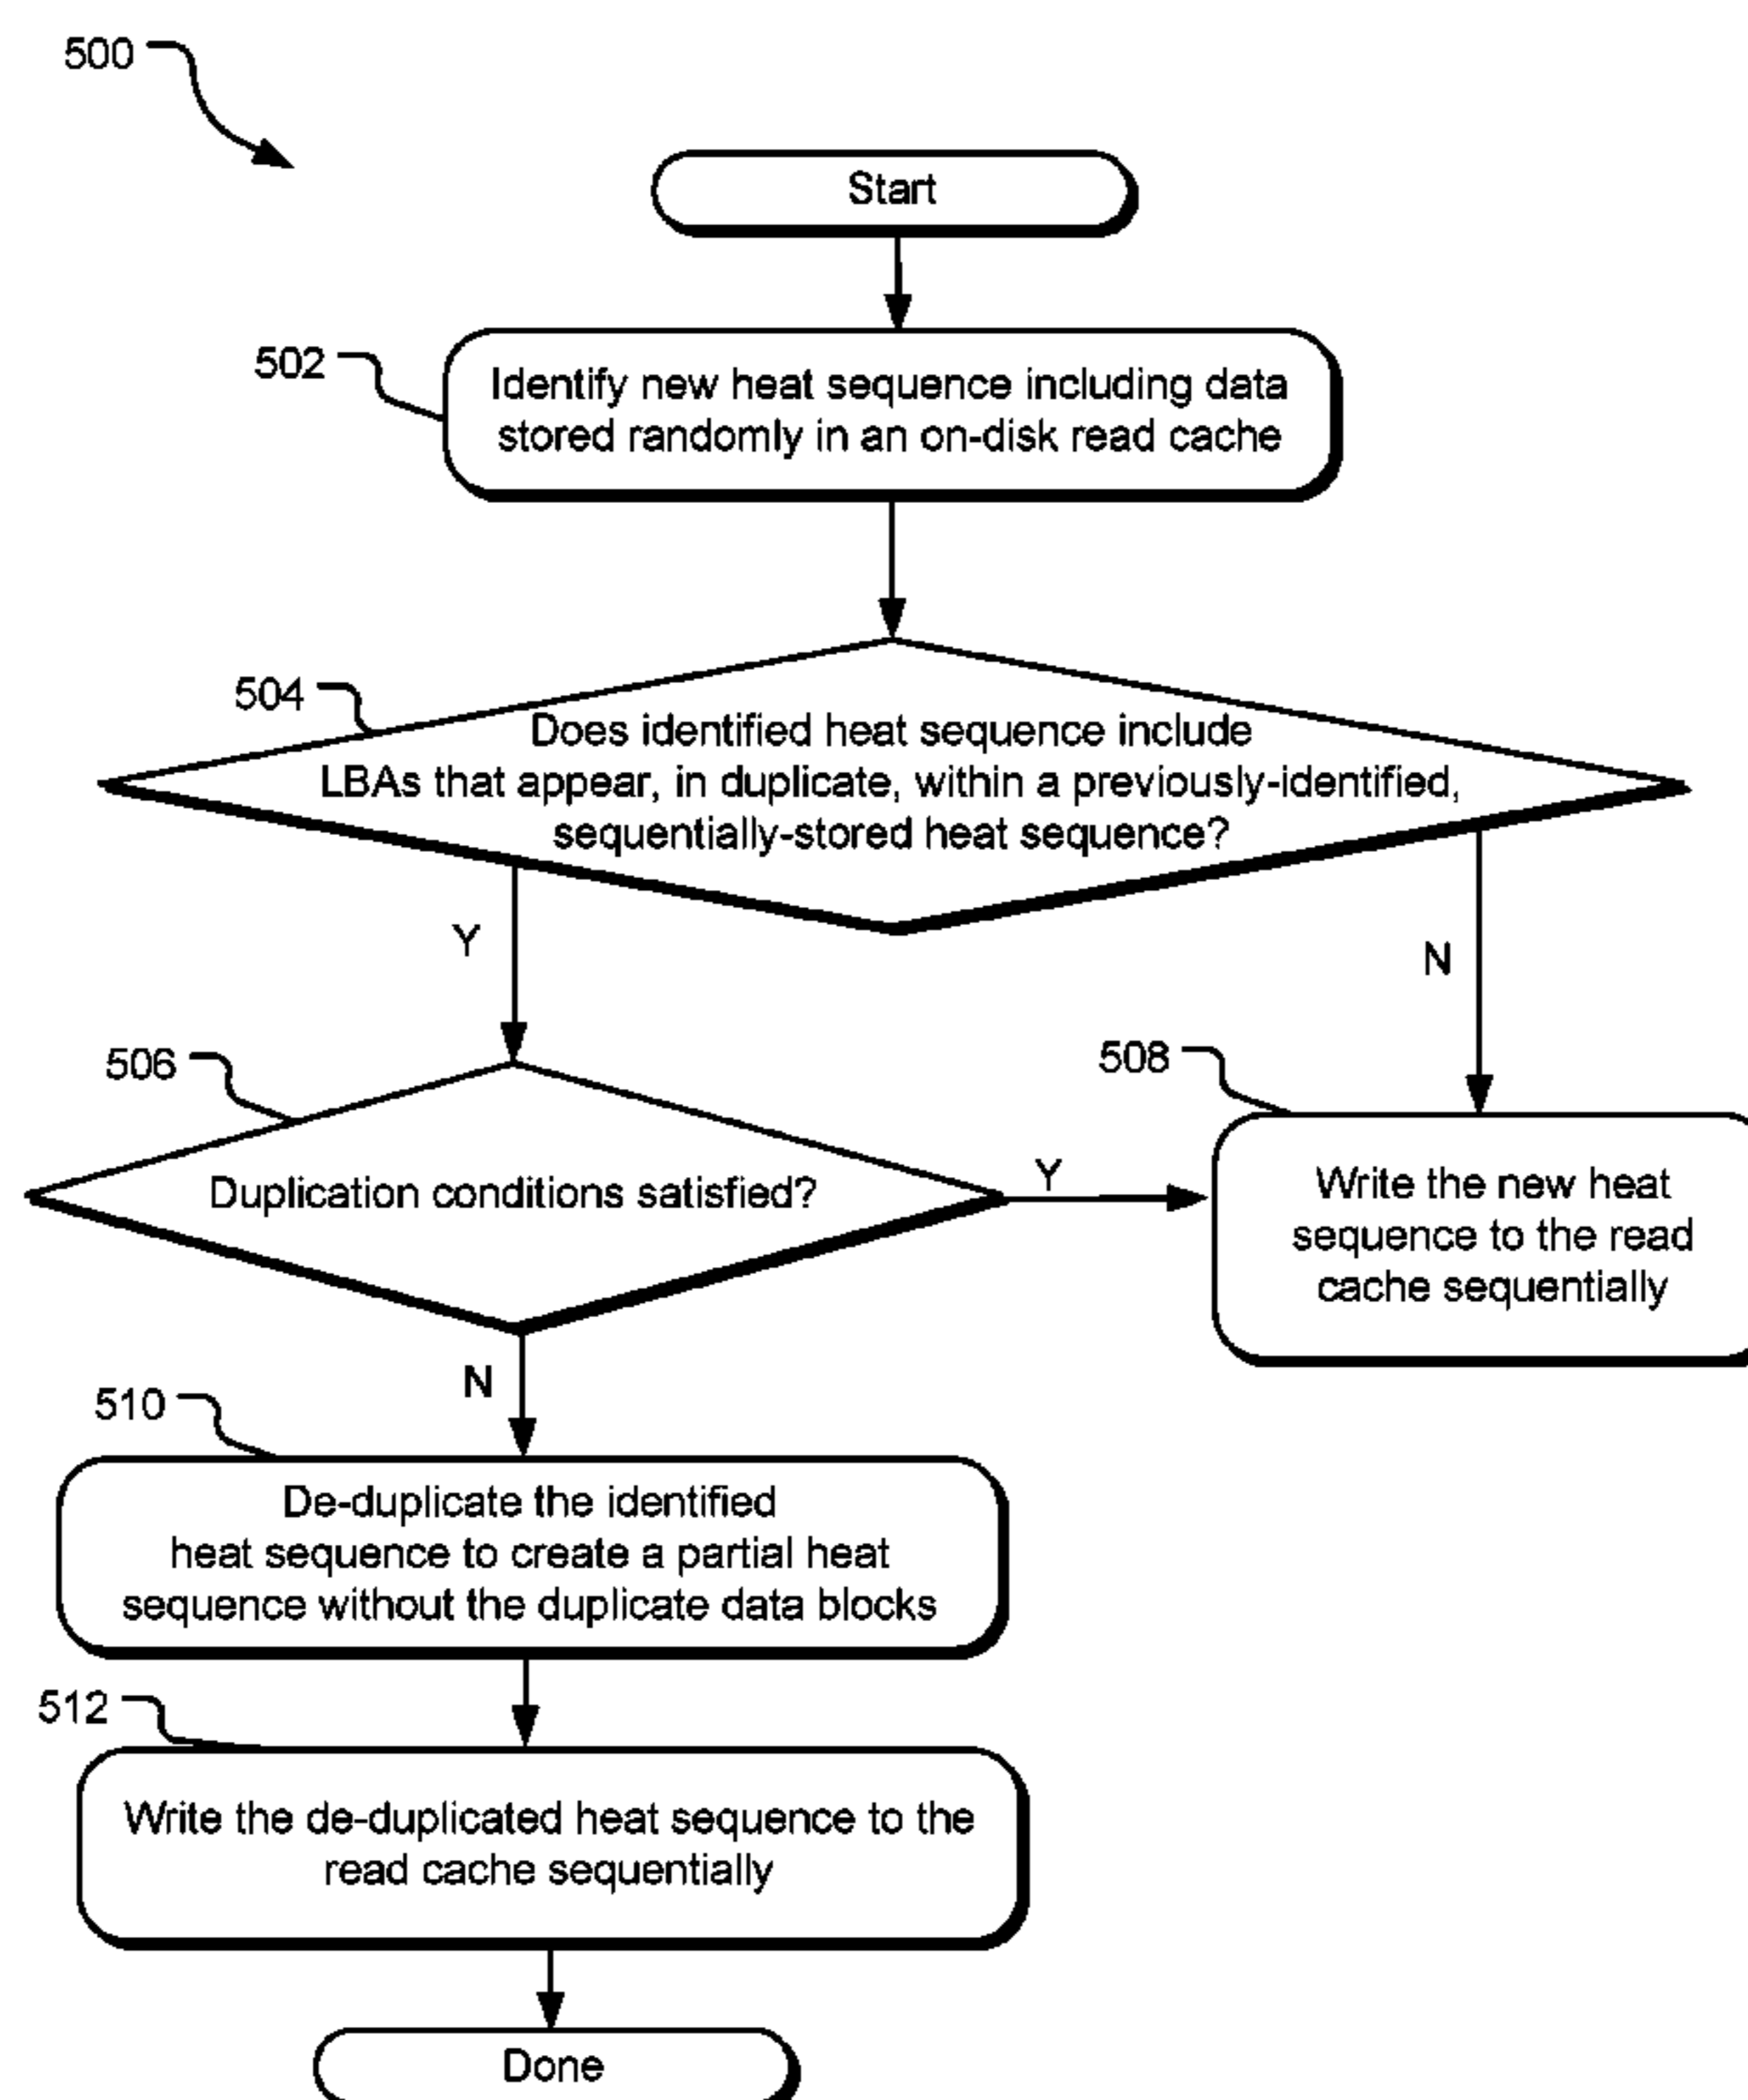 500
Start
502
Identify new heat sequence including data
stored randomly in an on-disk read cache
504
Does identified heat sequence include
LBAs that appear, in duplicate, within a previously-identified,
sequentially-stored heat sequence?
Y
N
506
Duplication conditions satisfied?
Y
508
Write the new heat
sequence to the read
cache sequentially
N
510
De-duplicate the identified
heat sequence to create a partial heat
sequence without the duplicate data blocks
512
Write the de-duplicated heat sequence to the
read cache sequentially
Done